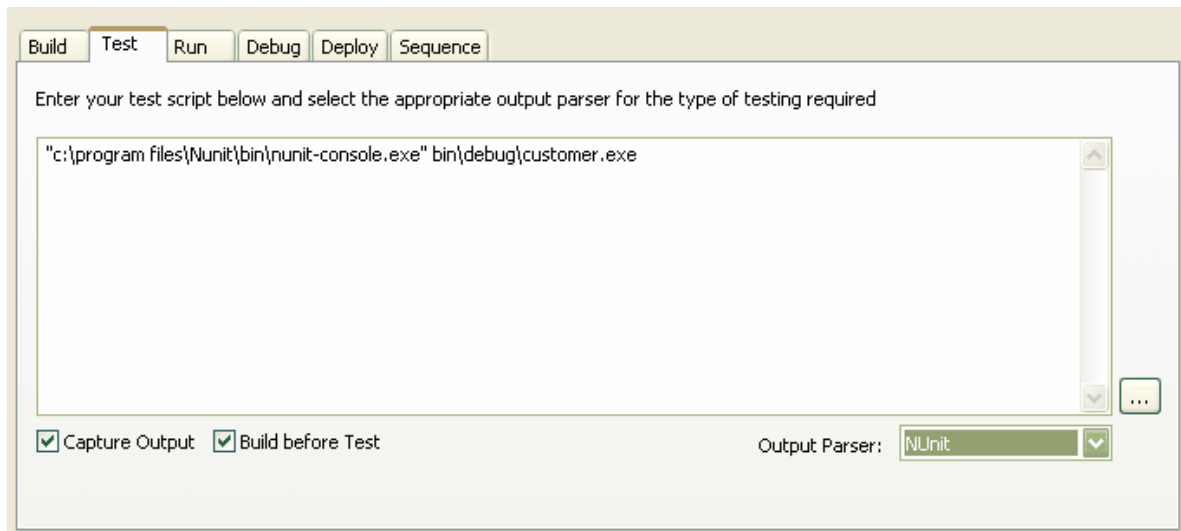 Build Test Run Debug Deploy Sequence
Enter your test script below and select the appropriate output parser for the type of testing required
"c:\program files\Nunit\bin\nunit-console.exe" bin\debug\customer.exe
...
Capture Output Build before Test Output Parser: NUnit